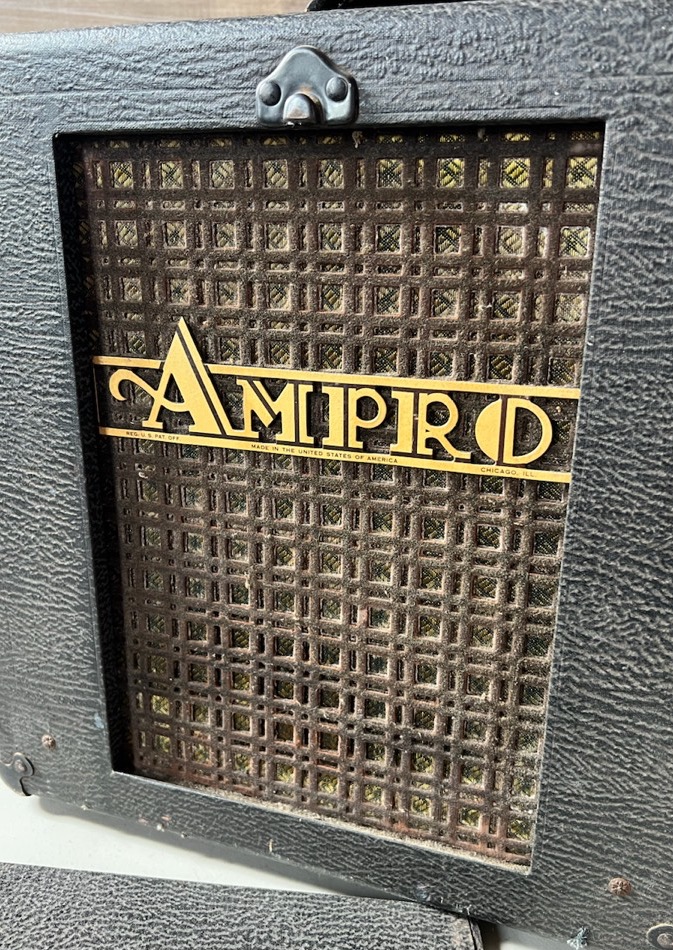 AMPRO
REG. U.S. PAT. OFF.
MADE IN THE UNITED STATES OF AMERICA
CHICAGO, ILL.